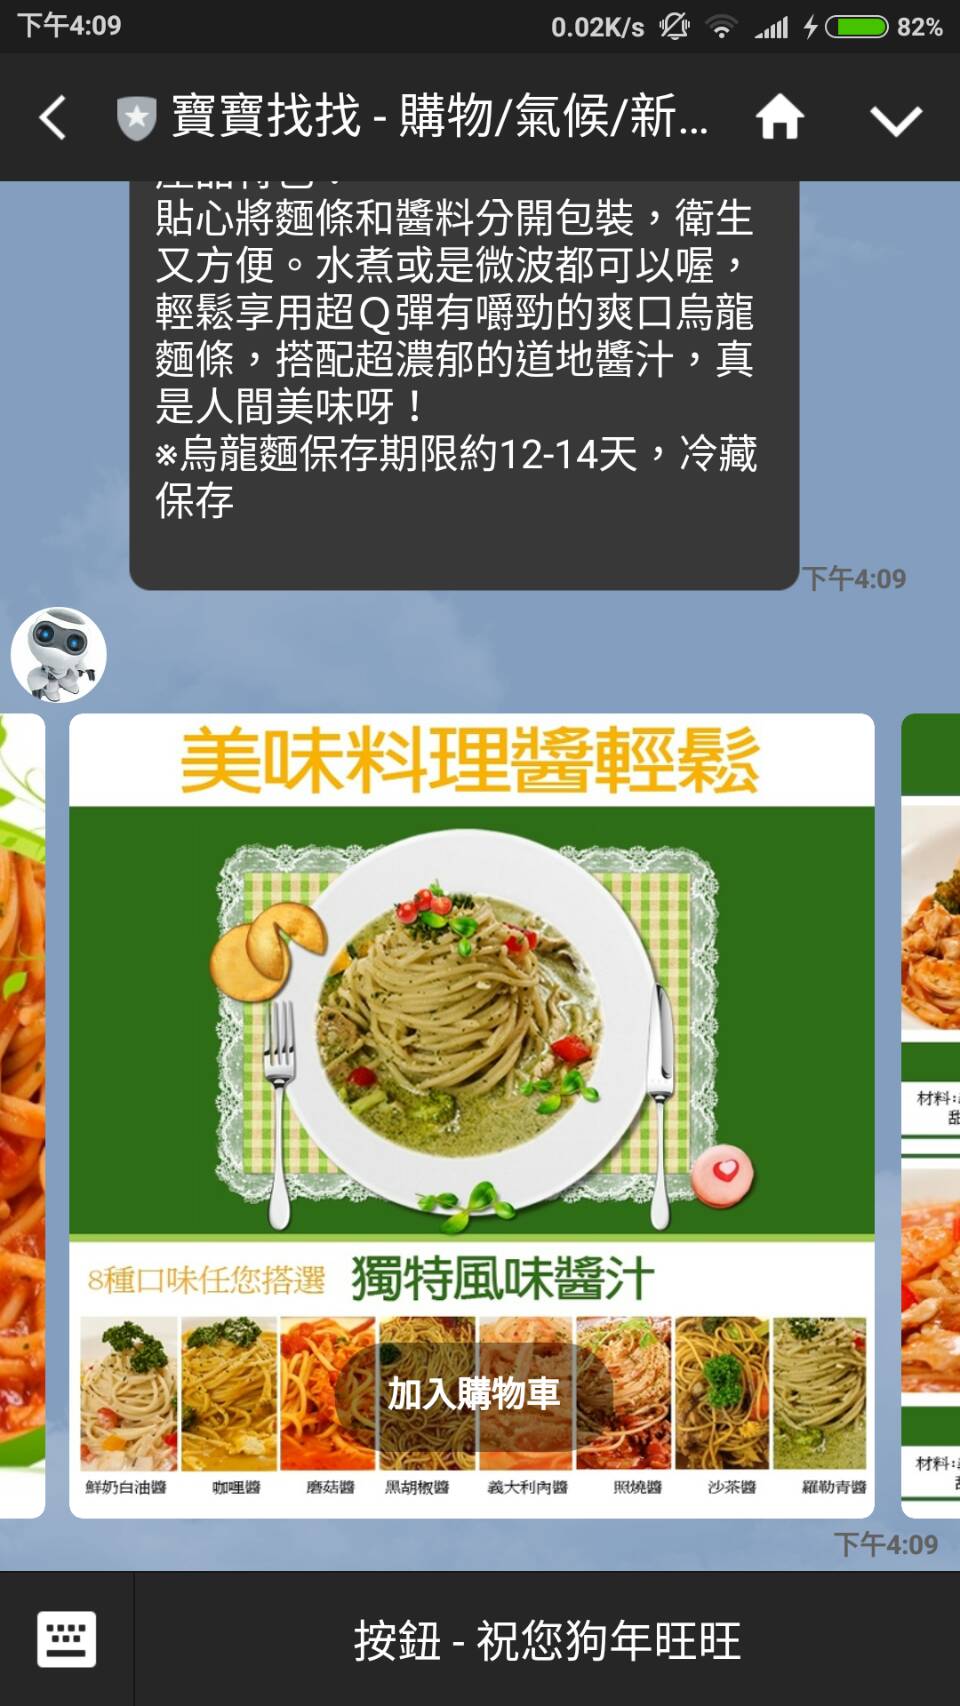 下午4:09
0.02K/s
82%
寶寶找找 - 購物/氣候/新...
貼心將麵條和醬料分開包裝，衛生
又方便。水煮或是微波都可以喔，
輕鬆享用超Q彈有嚼勁的爽口烏龍
麵條，搭配超濃郁的道地醬汁，真
是人間美味呀！
※烏龍麵保存期限約12-14天，冷藏
保存
下午4:09
美味料理醬輕鬆
8種口味任您搭選 獨特風味醬汁
加入購物車
鮮奶白油醬 咖哩醬 蘑菇醬 黑胡椒醬 義大利肉醬 照燒醬 沙茶醬 羅勒青醬
材料:
甜
材料:
下午4:09
按鈕 - 祝您狗年旺旺